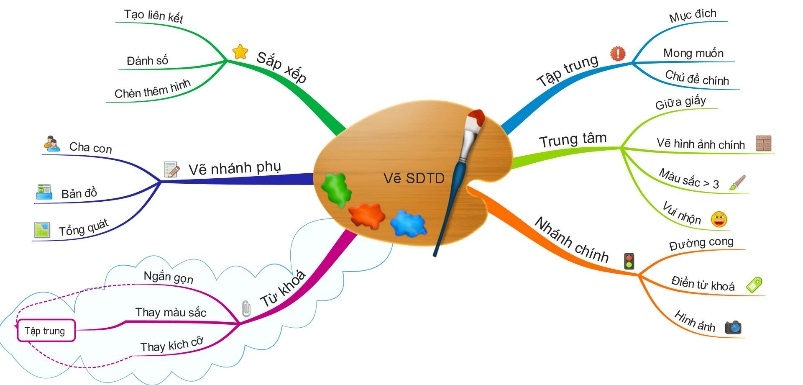 Vẽ SDTD
Tập trung
Mục đích
Mong muốn
Chủ đề chính
Trung tâm
Giữa giấy
Vẽ hình ảnh chính
Màu sắc > 3
Vui nhộn
Nhánh chính
Đường cong
Điền từ khoá
Hình ảnh
Từ khoá
Ngắn gọn
Thay màu sắc
Thay kích cỡ
Tập trung
Vẽ nhánh phụ
Cha con
Bản đồ
Tổng quát
Sắp xếp
Tạo liên kết
Đánh số
Chèn thêm hình